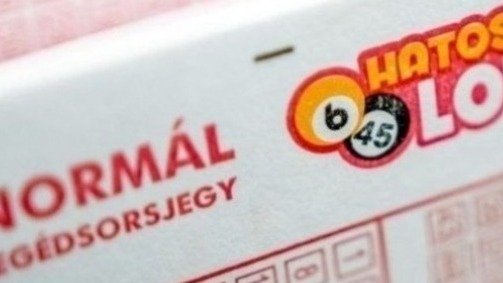 HATOS
LO
6
45
NORMÁL
EGÉDSORSJEGY